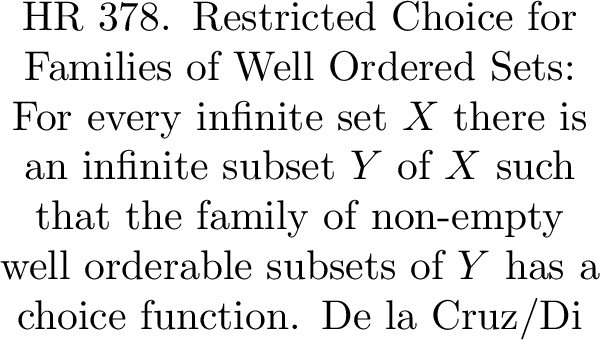 HR 378. Restricted Choice for
Families of Well Ordered Sets:
For every infinite set X there is
an infinite subset Y of X such
that the family of non-empty
well orderable subsets of Y has a
choice function. De la Cruz/Di